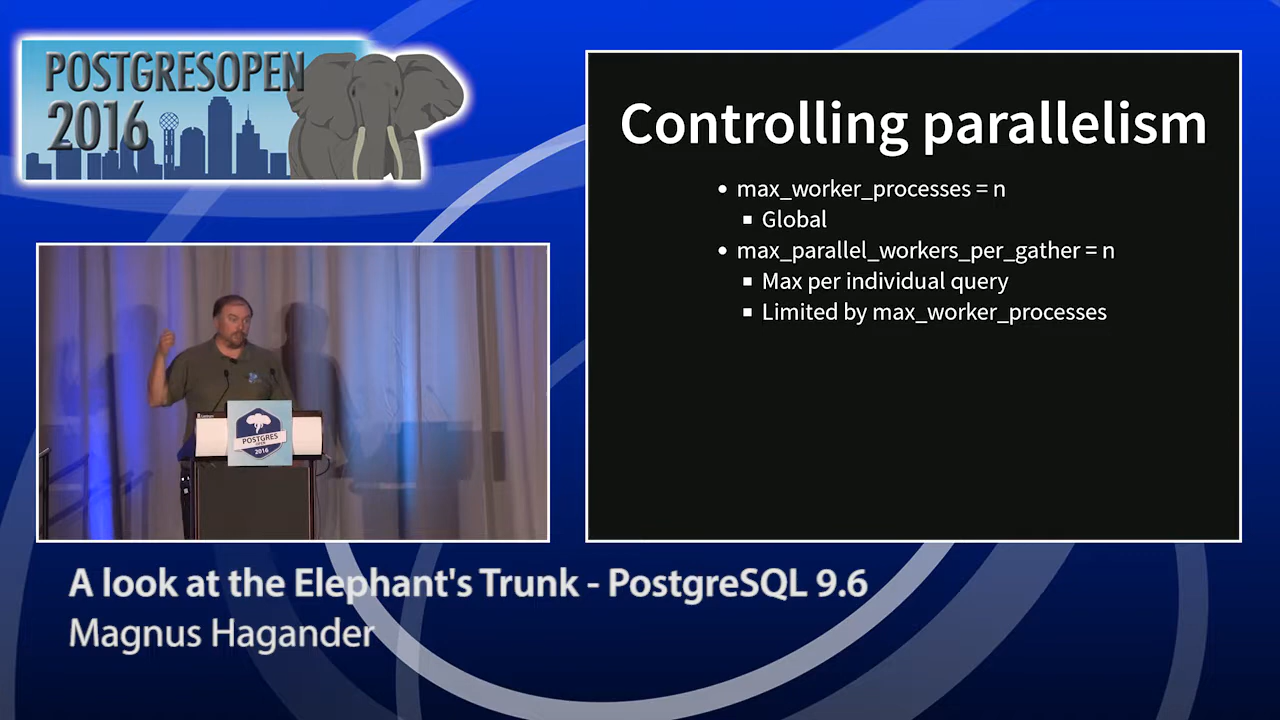 POSTGRESOPEN
2016
Controlling parallelism
• max_worker_processes = n
▪ Global
• max_parallel_workers_per_gather = n
▪ Max per individual query
▪ Limited by max_worker_processes
POSTGRES
OPEN
2016
A look at the Elephant's Trunk - PostgreSQL 9.6
Magnus Hagander